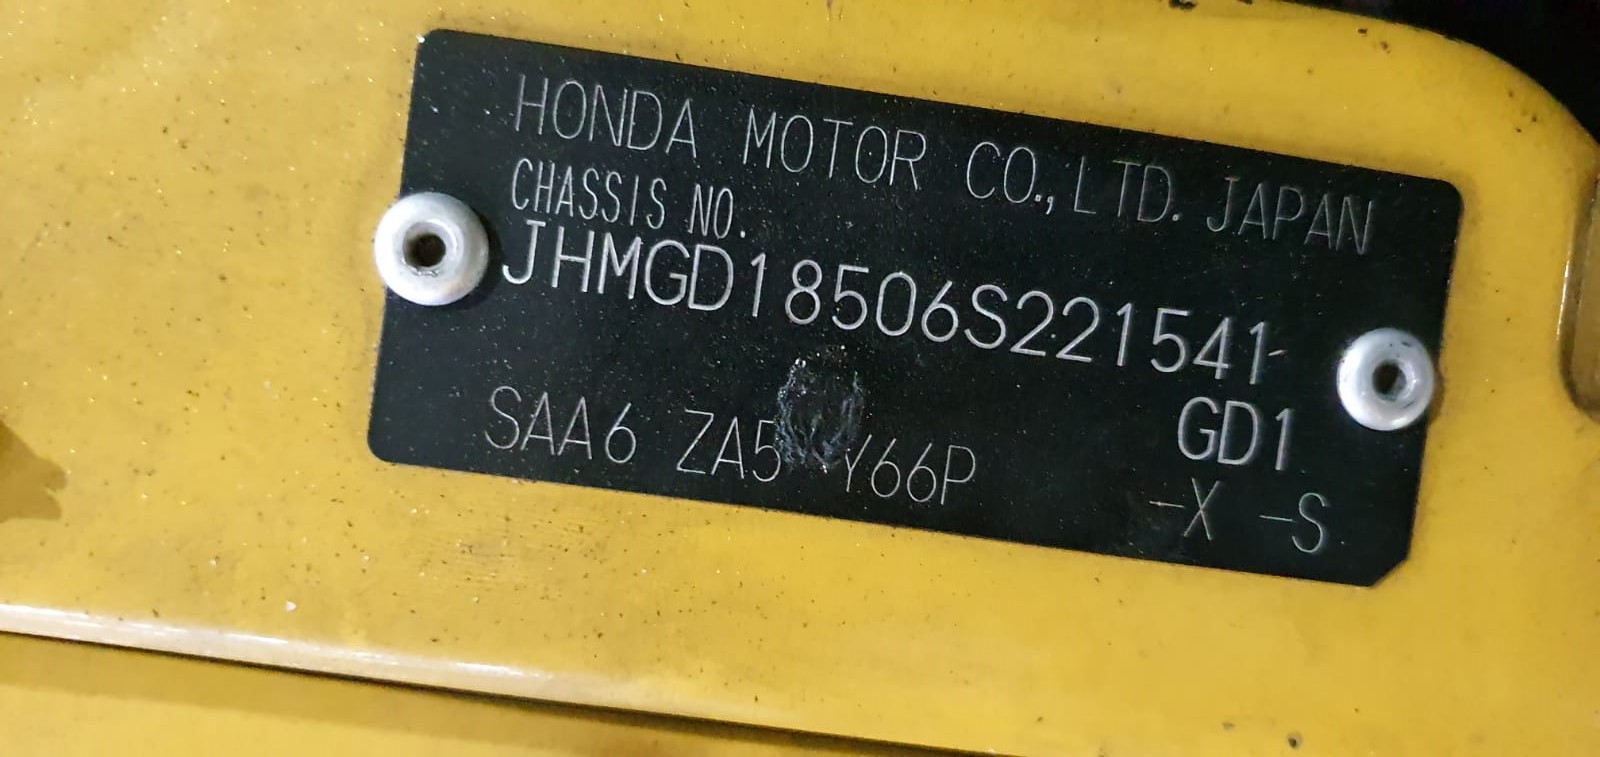 HONDA MOTOR CO., LTD. JAPAN
CHASSIS NO.
JHMGD18506S221541
GD1
SAA6 ZA5 Y66P
-X -S